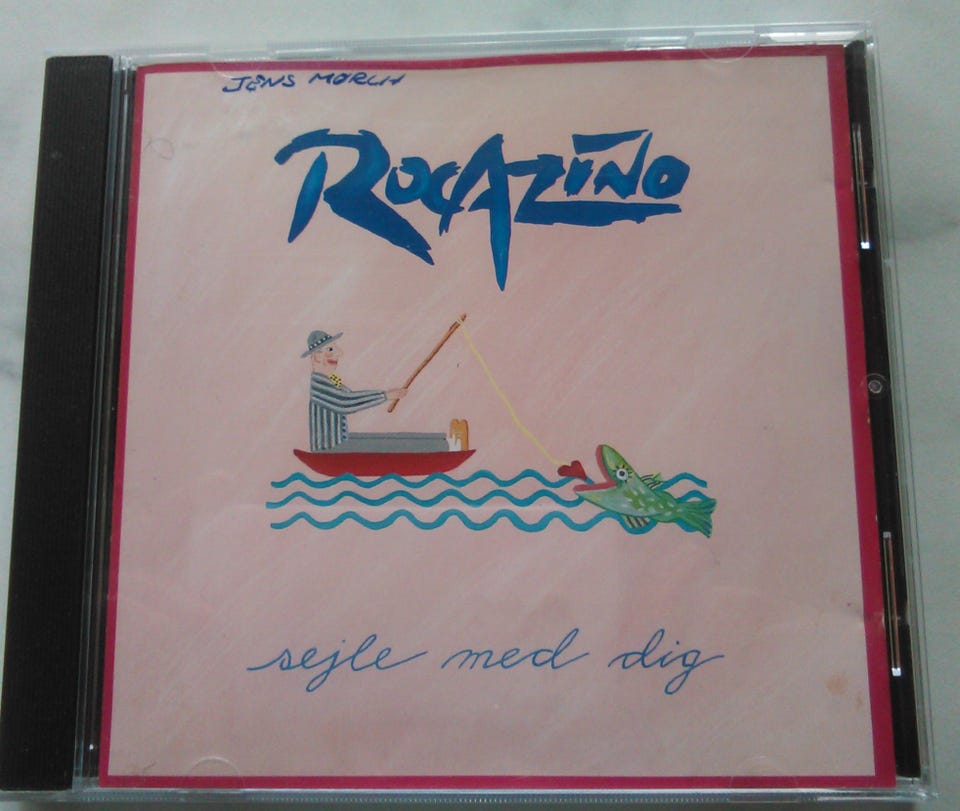 JENS MØRCH
ROCAZINO
sejle med dig